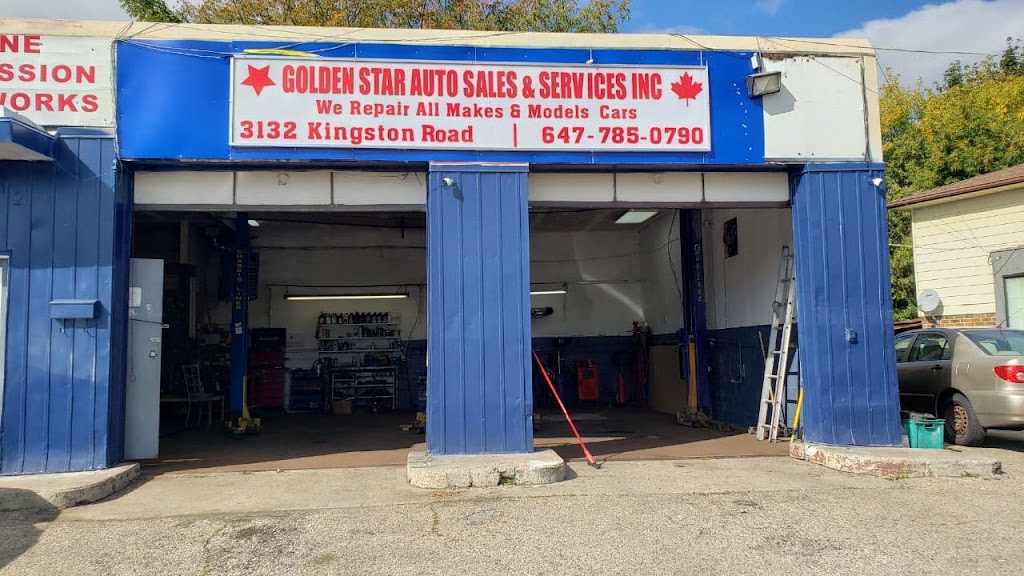 NE
SSION
WORKS
GOLDEN STAR AUTO SALES & SERVICES INC
We Repair All Makes & Models Cars
3132 Kingston Road | 647-785-0790